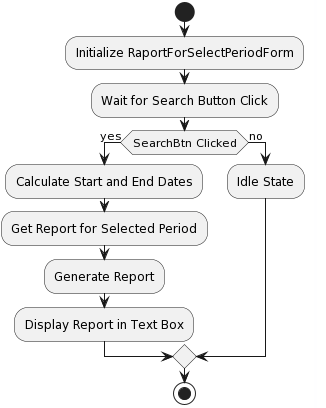 Initialize RaportForSelectPeriodForm
Wait for Search Button Click
yes
SearchBtn Clicked
no
Calculate Start and End Dates
Idle State
Get Report for Selected Period
Generate Report
Display Report in Text Box